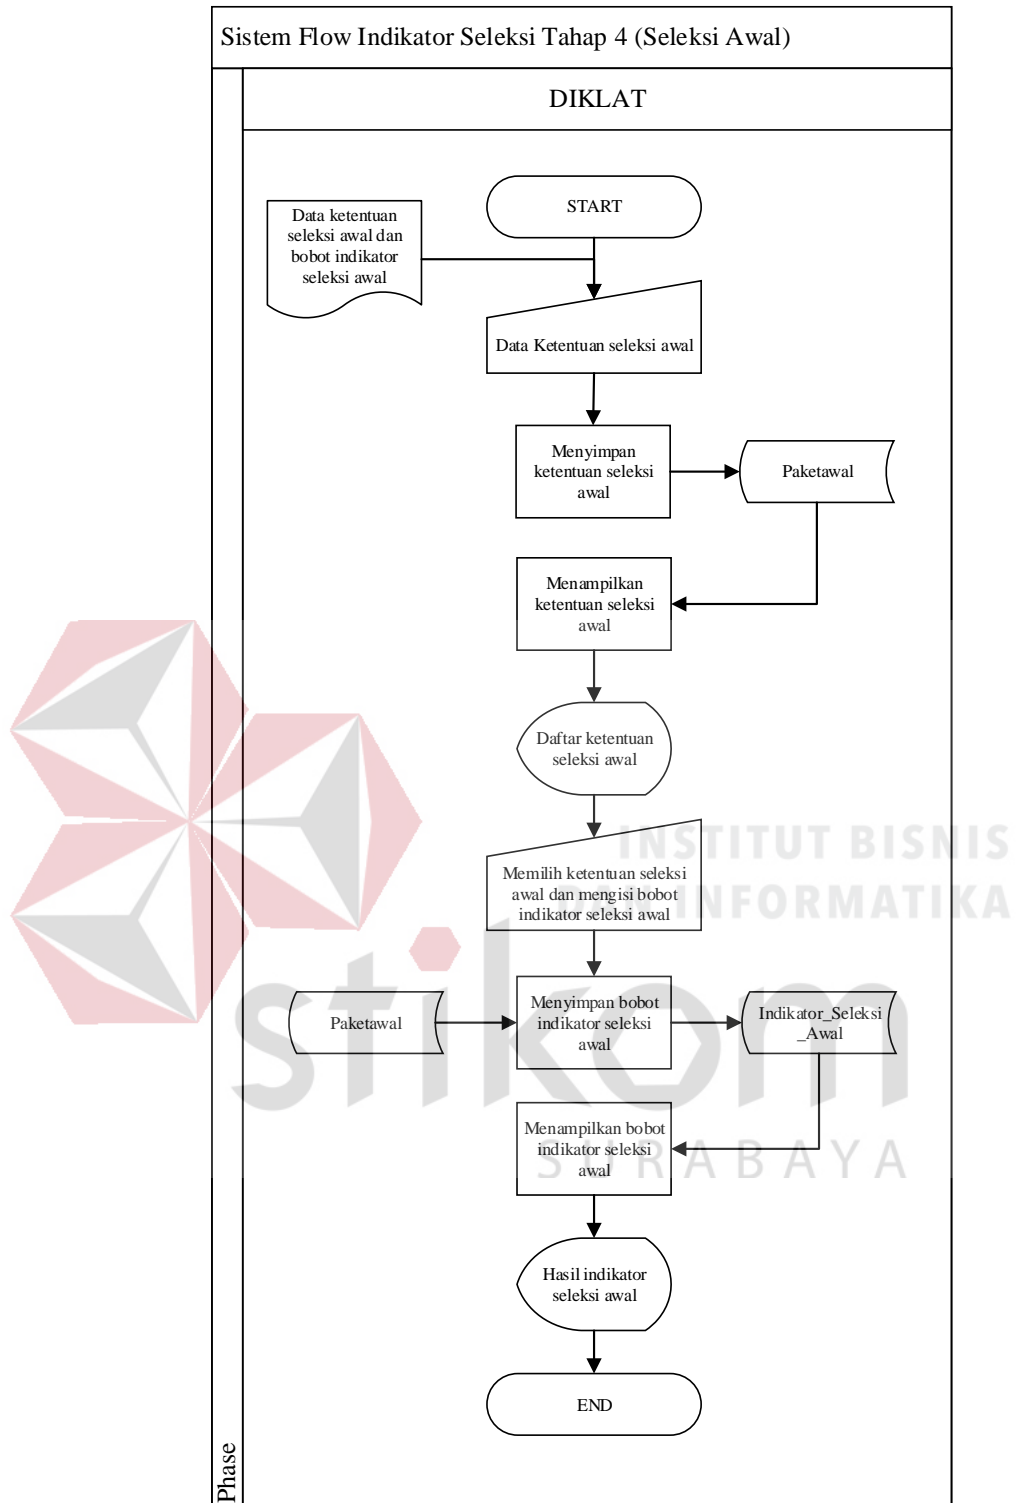 Sistem Flow Indikator Seleksi Tahap 4 (Seleksi Awal)
DIKLAT
START
Data ketentuan
seleksi awal dan
bobot indikator
seleksi awal
Data Ketentuan seleksi awal
Menyimpan
ketentuan seleksi
awal
Paketawal
Menampilkan
ketentuan seleksi
awal
Daftar ketentuan
seleksi awal
Memilih ketentuan seleksi
awal dan mengisi bobot
indikator seleksi awal
Paketawal
Menyimpan bobot
indikator seleksi
awal
Indikator_Seleksi
_Awal
Menampilkan bobot
indikator seleksi
awal
Hasil indikator
seleksi awal
END
Phase
INSTITUT BISNIS
DAN INFORMATIKA
stikom
SURABAYA